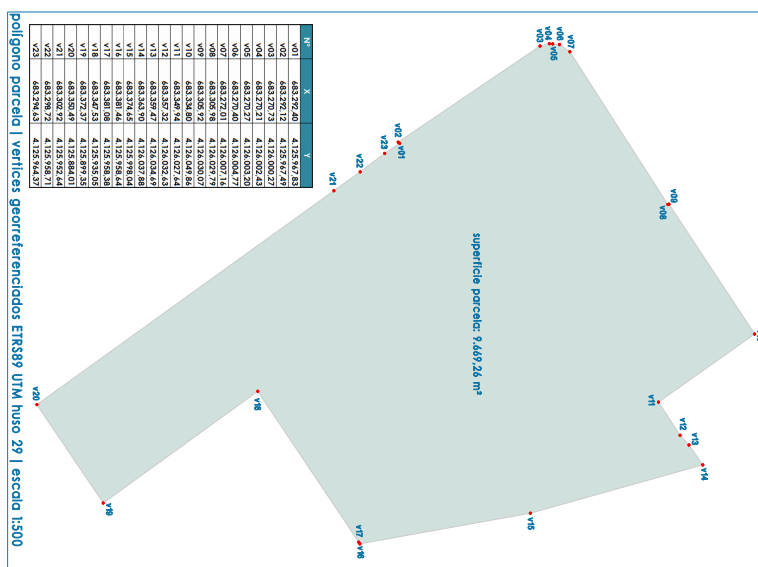 Nº X Y
v01 683.292,40 4.125.967,83
v02 683.292,12 4.125.967,49
v03 683.270,73 4.126.000,27
v04 683.270,21 4.126.002,43
v05 683.270,27 4.126.003,20
v06 683.270,40 4.126.004,77
v07 683.272,01 4.126.007,16
v08 683.305,98 4.126.029,79
v09 683.305,92 4.126.030,07
v10 683.334,80 4.126.049,86
v11 683.349,94 4.126.027,64
v12 683.357,32 4.126.032,63
v13 683.359,47 4.126.034,69
v14 683.363,90 4.126.037,88
v15 683.374,65 4.125.998,04
v16 683.381,46 4.125.958,64
v17 683.381,08 4.125.958,38
v18 683.347,53 4.125.935,05
v19 683.372,37 4.125.899,35
v20 683.350,49 4.125.884,01
v21 683.302,92 4.125.952,64
v22 683.298,72 4.125.958,71
v23 683.294,63 4.125.964,37
v07
v06
v05
v04
v03
v09
v08
v02
v01
v23
v22
v21
superficie parcela: 9.669,26 m²
v11
v12
v13
v14
v15
v16
v17
v18
v19
v20
polígono parcela | vertices georreferenciados ETRS89 UTM huso 29 | escala 1:500